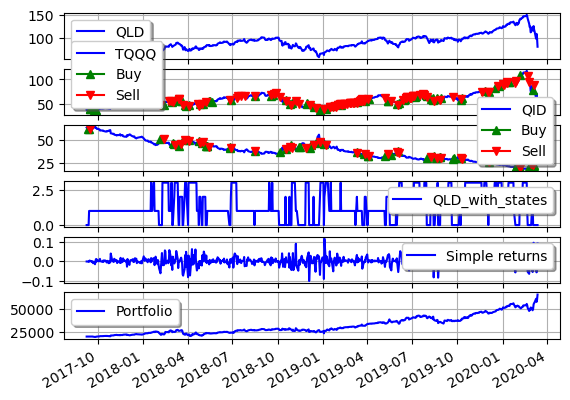 150
100
QLD
TQQQ
Buy
Sell
100
50
QID
Buy
Sell
50
25
2.5
0.0
QLD_with_states
0.1
0.0
−0.1
Simple returns
50000
25000
Portfolio
2017-10
2018-01
2018-04
2018-07
2018-10
2019-01
2019-04
2019-07
2019-10
2020-01
2020-04